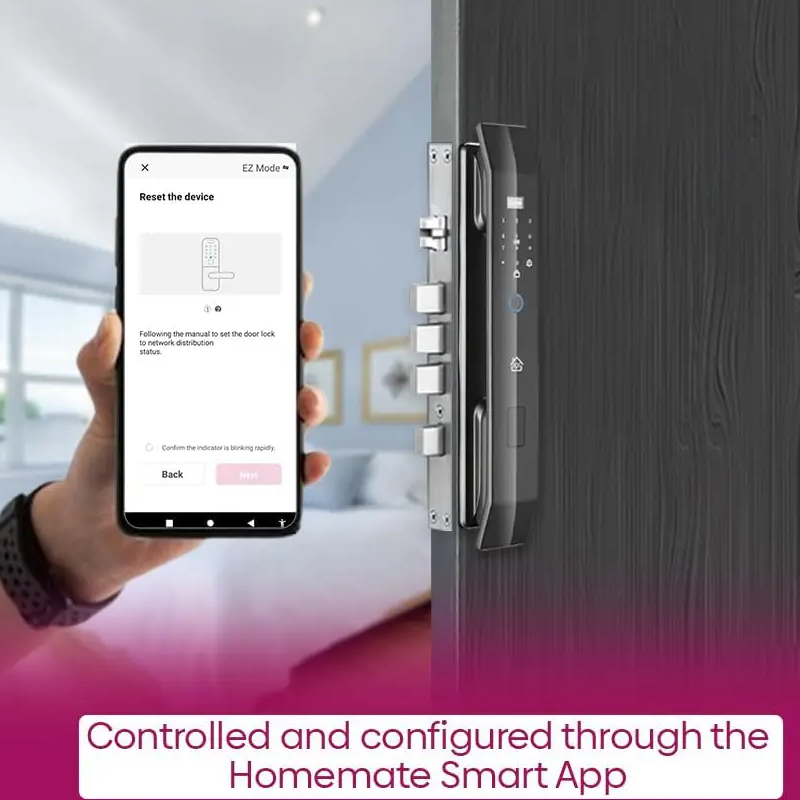 EZ Mode
Reset the device
Following the manual to set the door lock
to network distribution
status.
Confirm the indicator is blinking rapidly.
Back
Next
Controlled and configured through the
Homemate Smart App